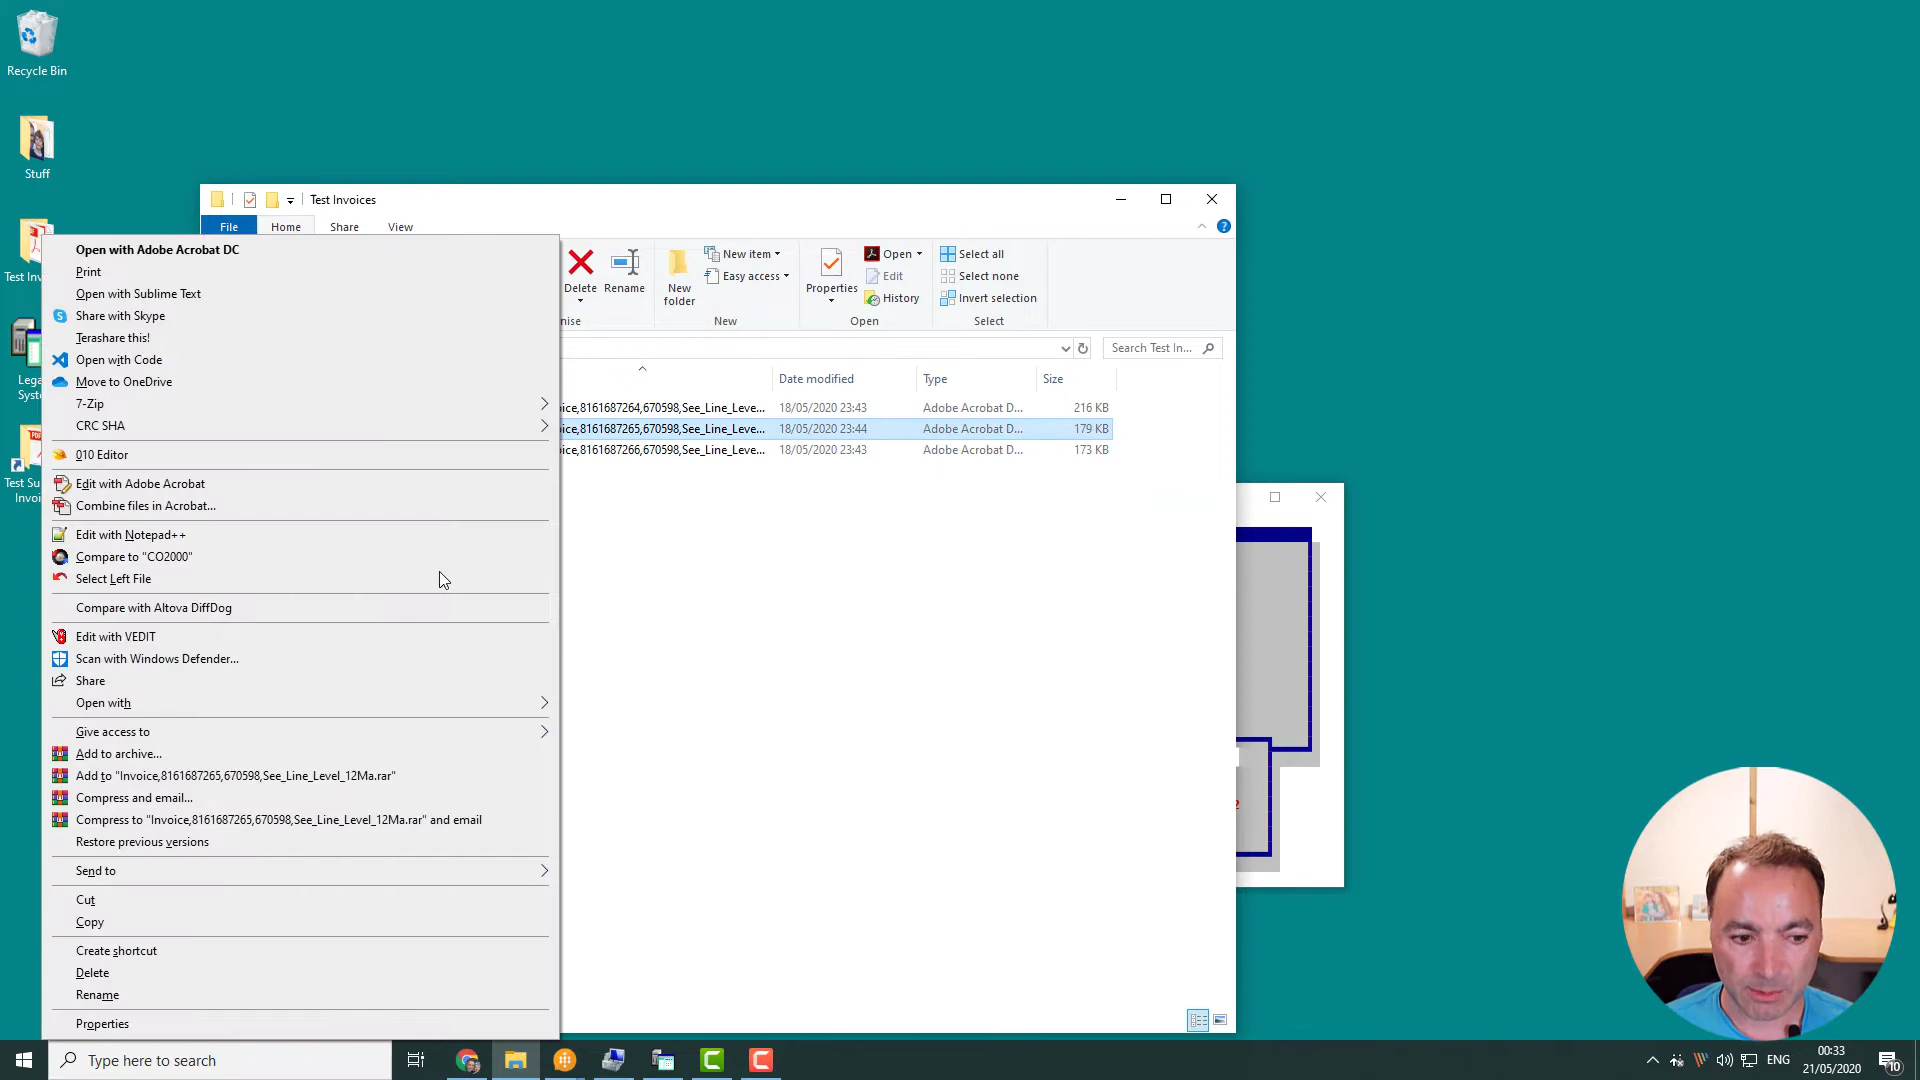 Recycle Bin
Stuff
Test Inv
Lega
Syst
Test Su
Invoi
Test Invoices
File
Home
Share
View
Delete
Rename
nise
New
folder
New item
Easy access
New
Properties
Open
Edit
History
Open
Select all
Select none
Invert selection
Select
Search Test In...
Date modified
Type
Size
ice,8161687264,670598,See_Line_Leve... 18/05/2020 23:43 Adobe Acrobat D... 216 KB
ice,8161687265,670598,See_Line_Leve... 18/05/2020 23:44 Adobe Acrobat D... 179 KB
ice,8161687266,670598,See_Line_Leve... 18/05/2020 23:43 Adobe Acrobat D... 173 KB
Open with Adobe Acrobat DC
Print
Open with Sublime Text
Share with Skype
Terashare this!
Open with Code
Move to OneDrive
7-Zip
CRC SHA
010 Editor
Edit with Adobe Acrobat
Combine files in Acrobat...
Edit with Notepad++
Compare to "CO2000"
Select Left File
Compare with Altova DiffDog
Edit with VEDIT
Scan with Windows Defender...
Share
Open with
Give access to
Add to archive...
Add to "Invoice,8161687265,670598,See_Line_Level_12Ma.rar"
Compress and email...
Compress to "Invoice,8161687265,670598,See_Line_Level_12Ma.rar" and email
Restore previous versions
Send to
Cut
Copy
Create shortcut
Delete
Rename
Properties
2
Type here to search
ENG
00:33
21/05/2020
10